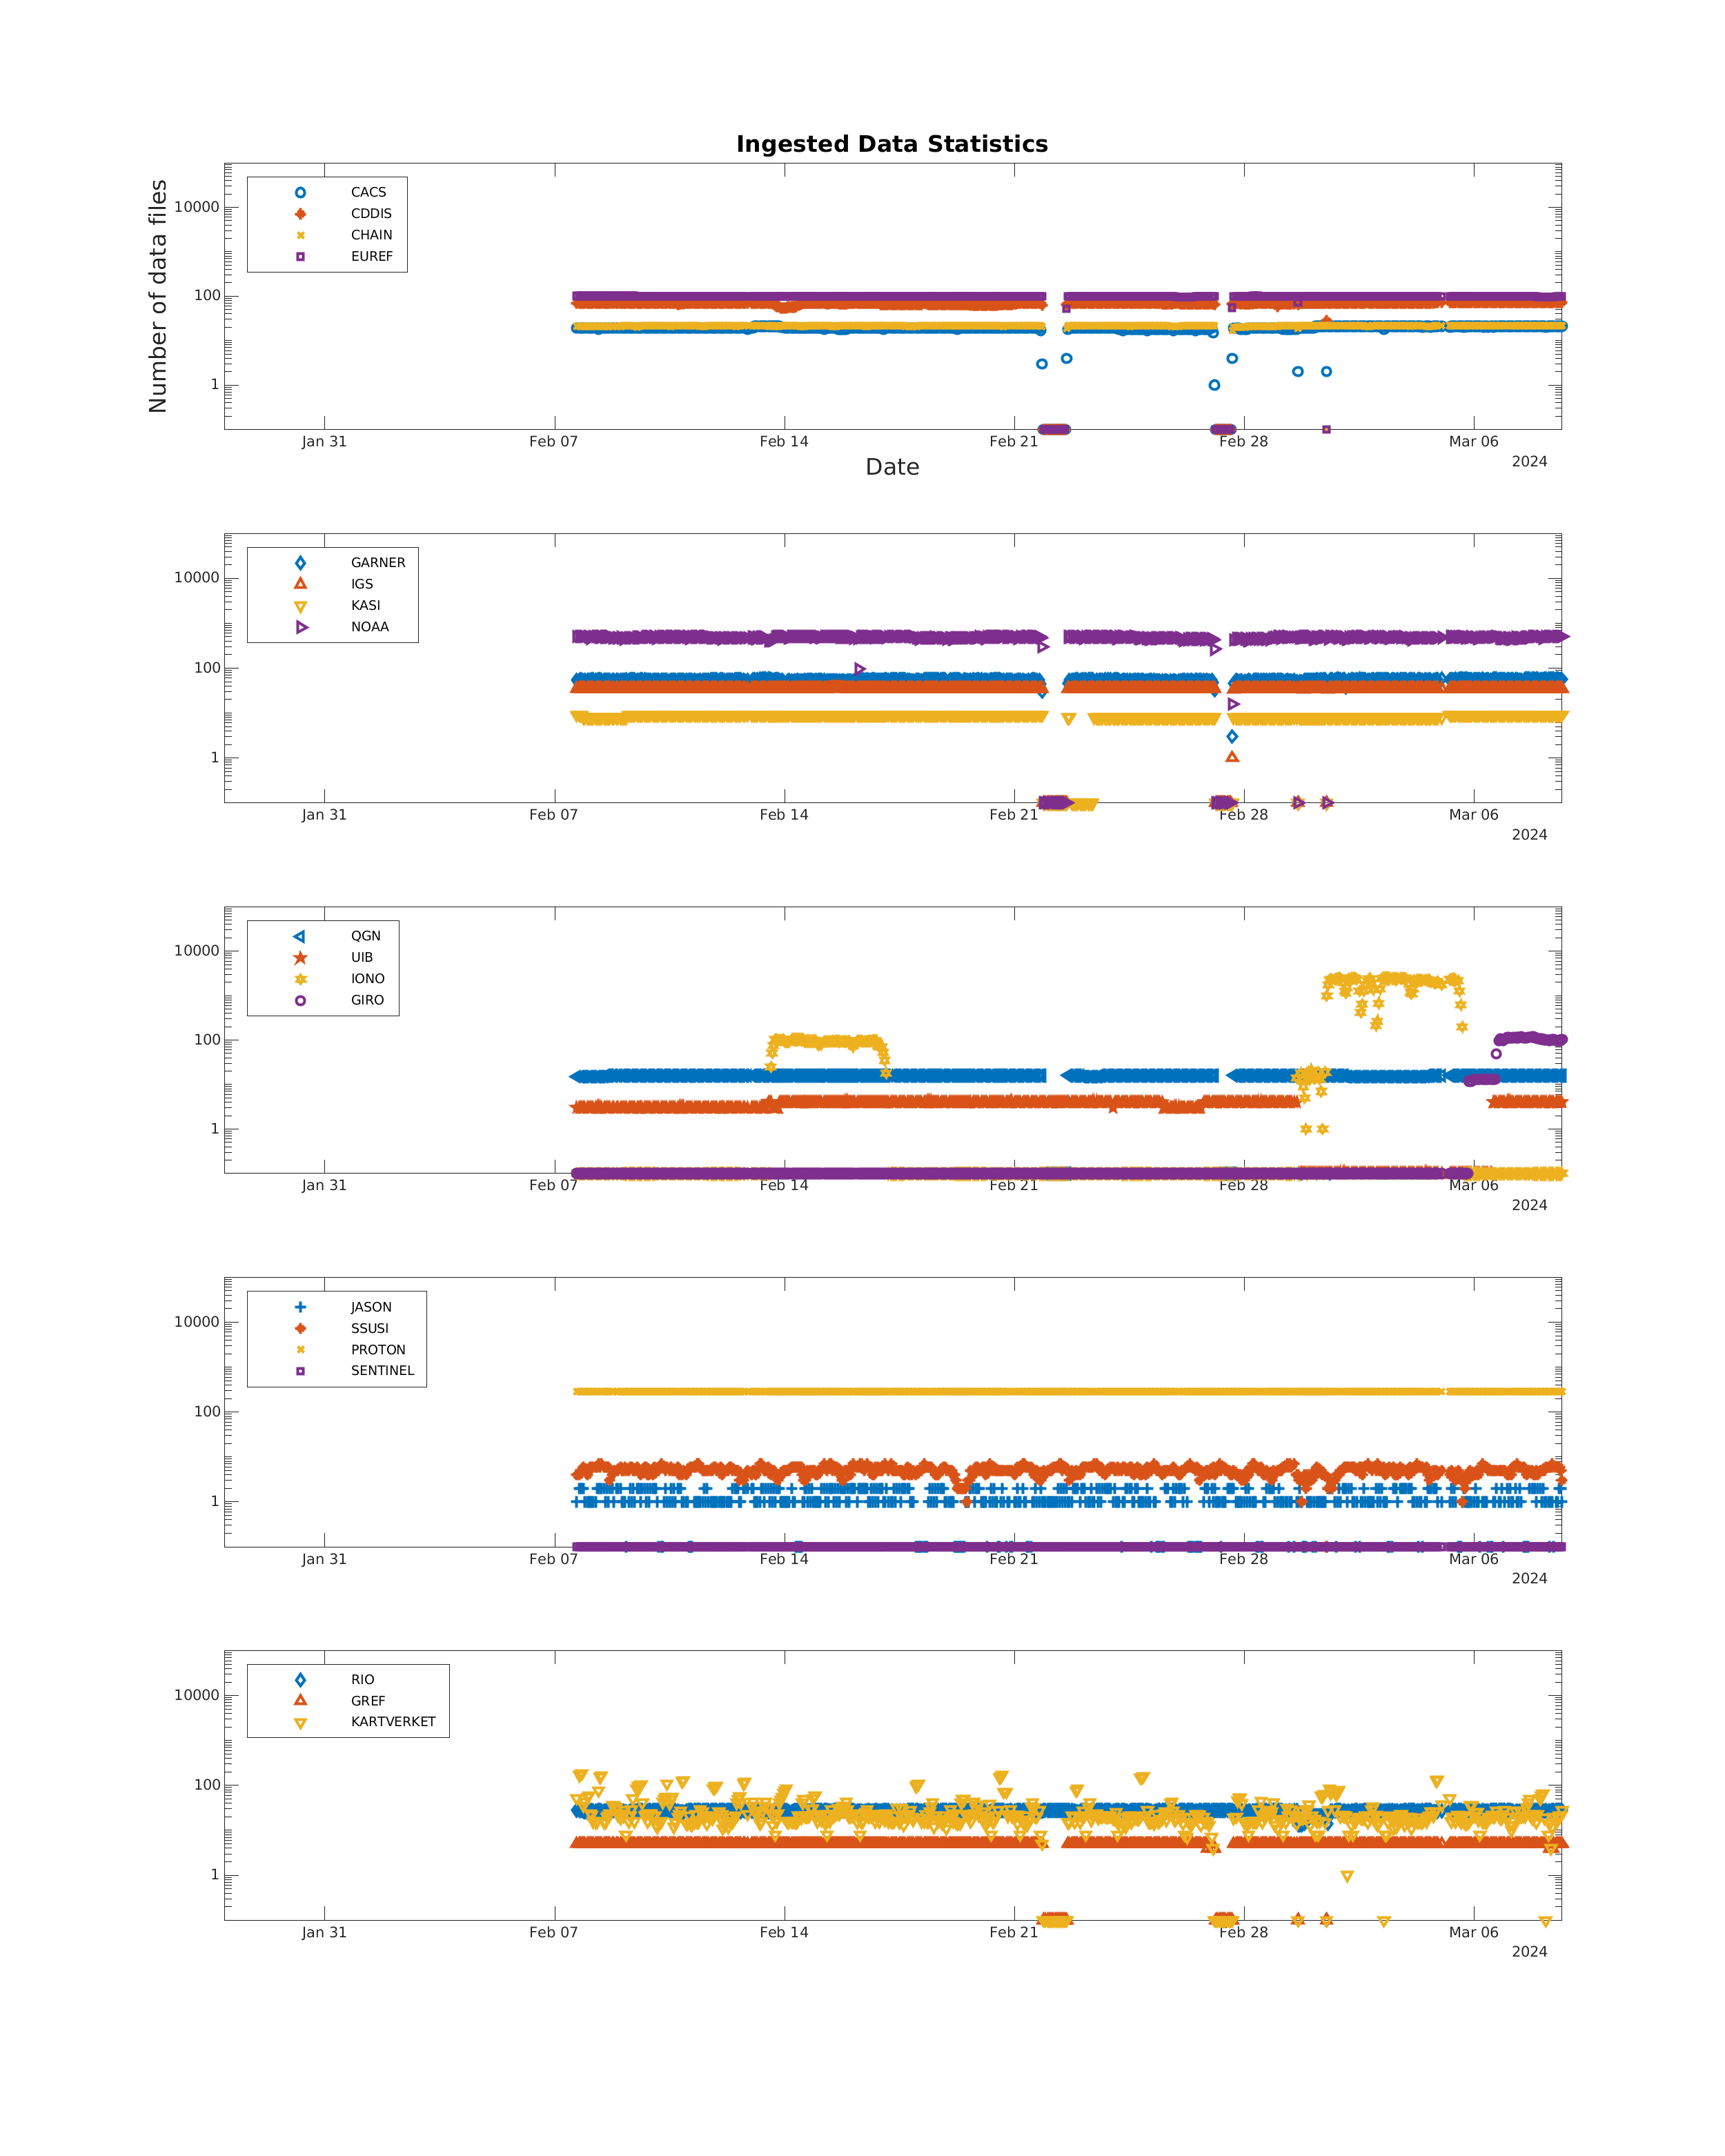 Ingested Data Statistics
Number of data files
10000
100
1
CACS
CDDIS
CHAIN
EUREF
Jan 31 Feb 07 Feb 14 Feb 21 Feb 28 Mar 06
2024
Date
10000
100
1
GARNER
IGS
KASI
NOAA
Jan 31 Feb 07 Feb 14 Feb 21 Feb 28 Mar 06
2024
10000
100
1
QGN
UIB
IONO
GIRO
Jan 31 Feb 07 Feb 14 Feb 21 Feb 28 Mar 06
2024
10000
100
1
JASON
SSUSI
PROTON
SENTINEL
Jan 31 Feb 07 Feb 14 Feb 21 Feb 28 Mar 06
2024
10000
100
1
RIO
GREF
KARTVERKET
Jan 31 Feb 07 Feb 14 Feb 21 Feb 28 Mar 06
2024